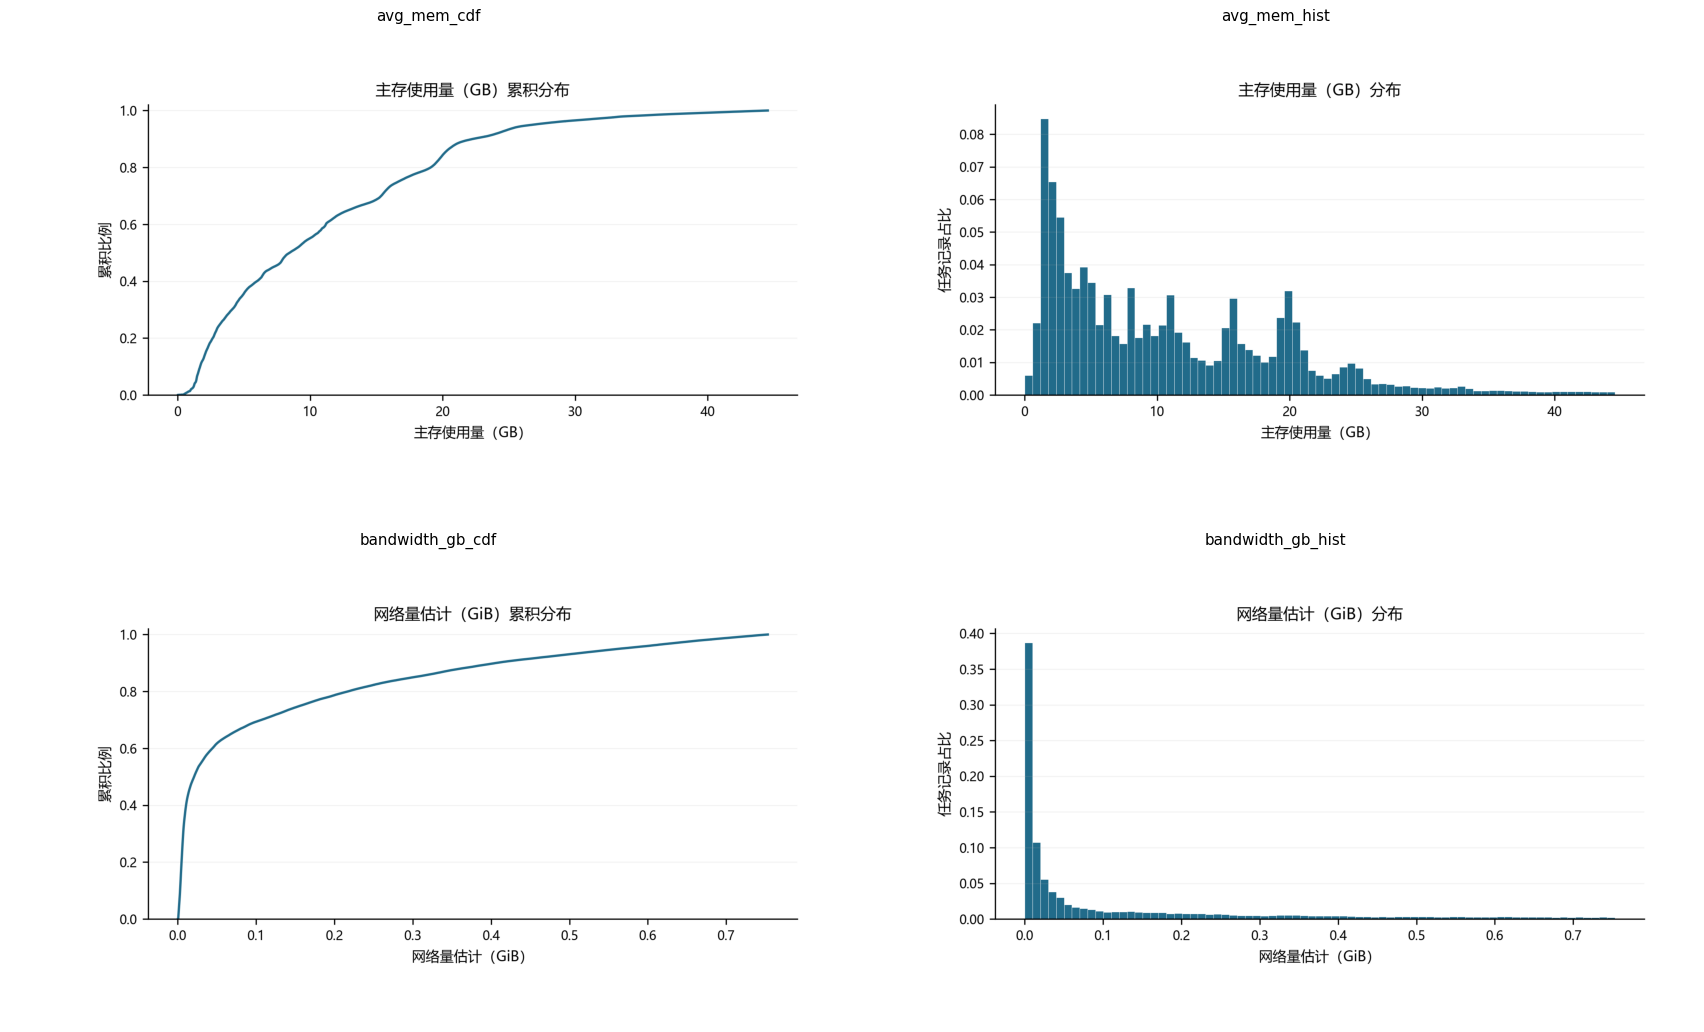 avg_mem_cdf
主存使用量（GB）累积分布
累积比例
1.0
0.8
0.6
0.4
0.2
0.0
0 10 20 30 40
主存使用量（GB）
avg_mem_hist
主存使用量（GB）分布
任务记录占比
0.08
0.07
0.06
0.05
0.04
0.03
0.02
0.01
0.00
0 10 20 30 40
主存使用量（GB）
bandwidth_gb_cdf
网络量估计（GiB）累积分布
累积比例
1.0
0.8
0.6
0.4
0.2
0.0
0.0 0.1 0.2 0.3 0.4 0.5 0.6 0.7
网络量估计（GiB）
bandwidth_gb_hist
网络量估计（GiB）分布
任务记录占比
0.40
0.35
0.30
0.25
0.20
0.15
0.10
0.05
0.00
0.0 0.1 0.2 0.3 0.4 0.5 0.6 0.7
网络量估计（GiB）